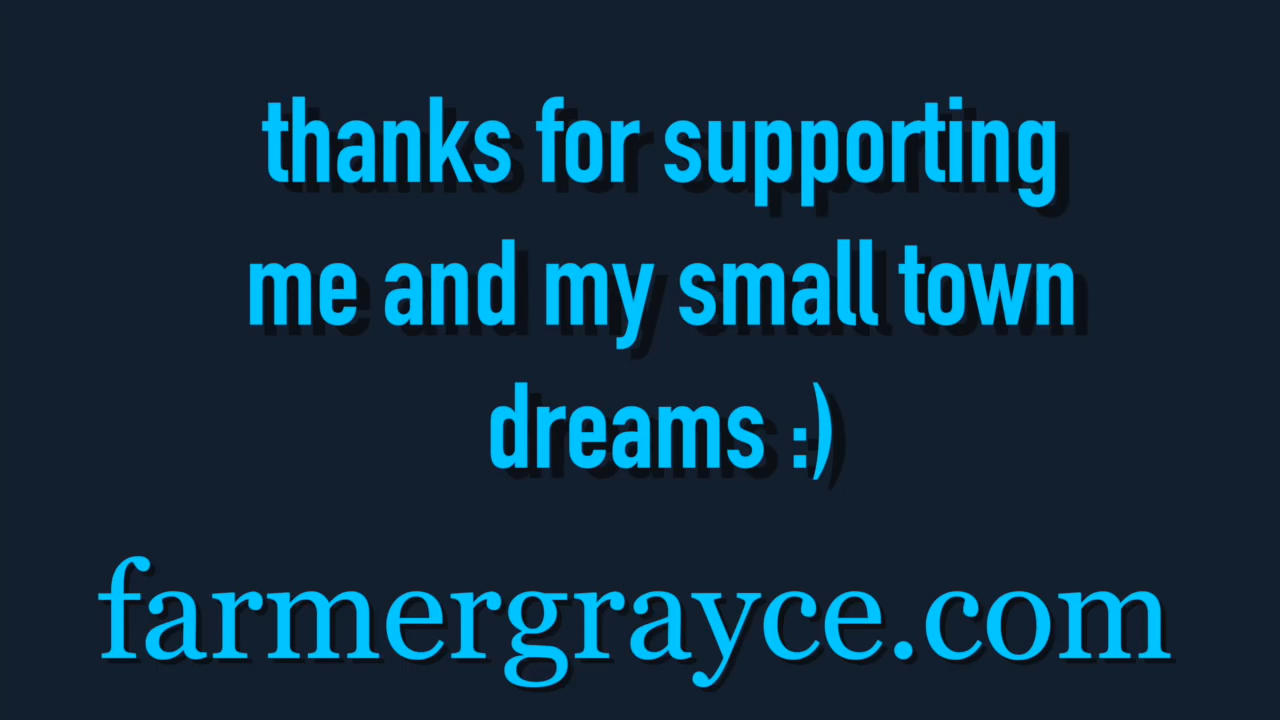 thanks for supporting
me and my small town
dreams :)
farmergrayce.com